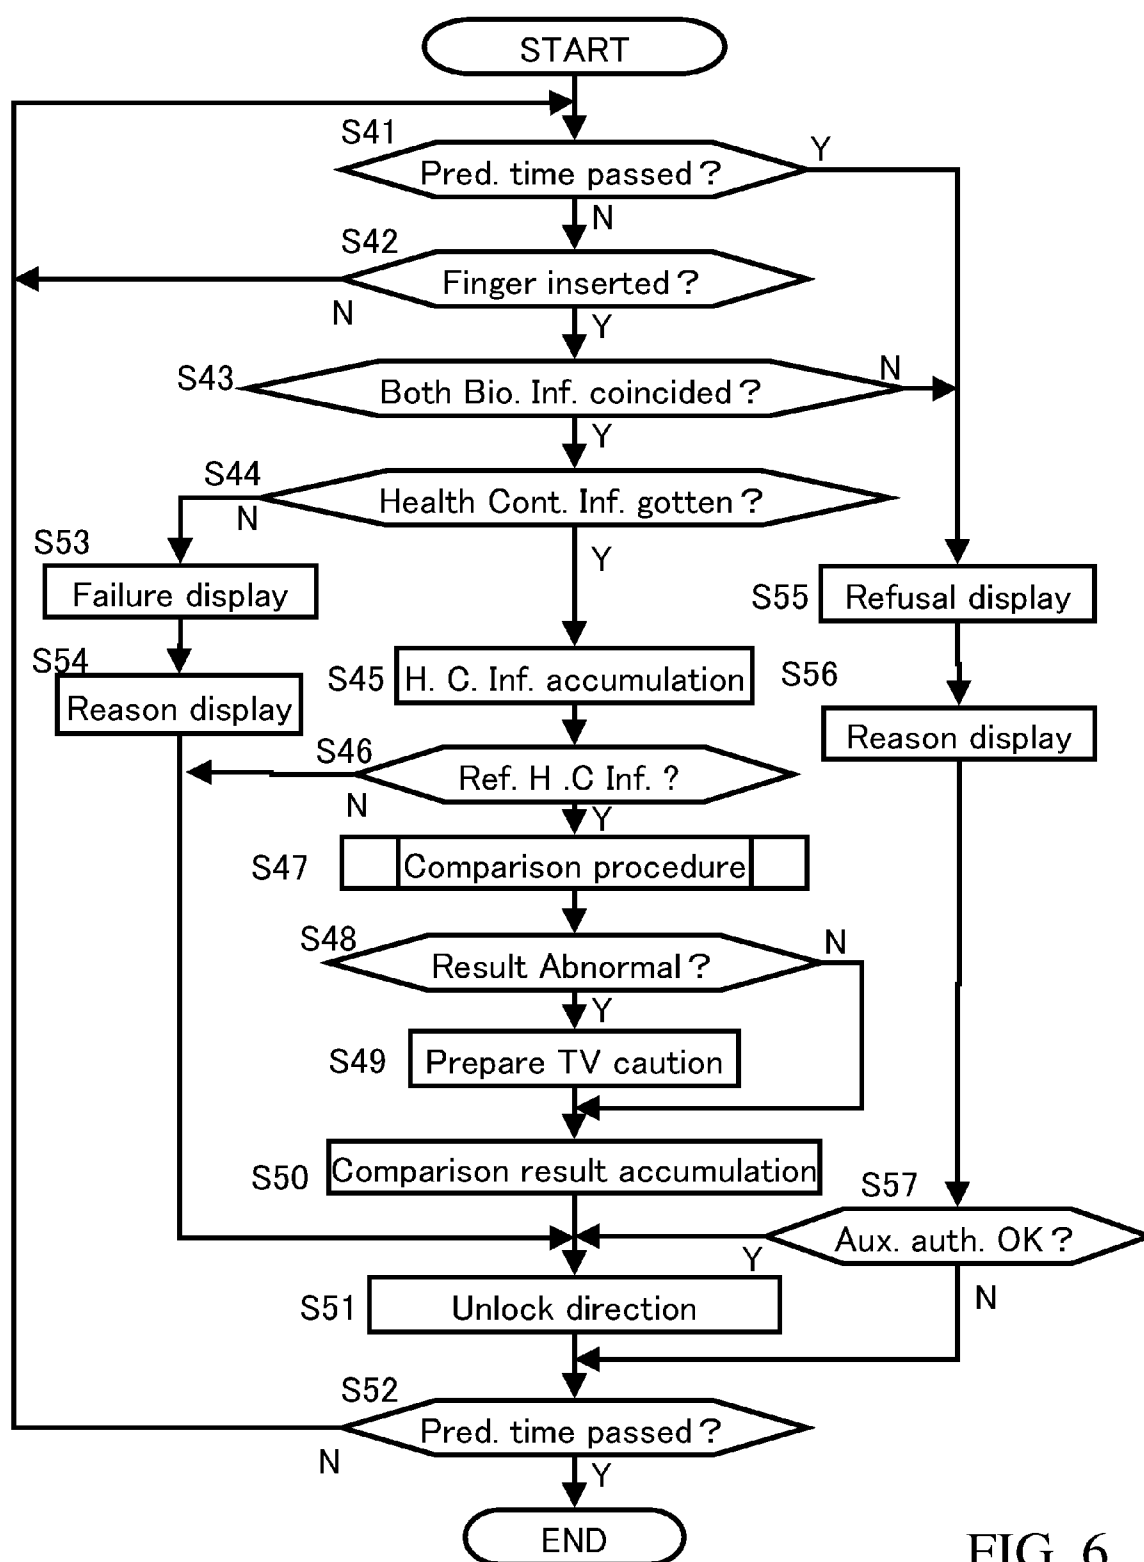 START
S41
Pred. time passed?
Y
N
S42
Finger inserted?
N
Y
S43
Both Bio. Inf. coincided?
N
Y
S44
Health Cont. Inf. gotten?
N
Y
S53
Failure display
S55
Refusal display
S54
Reason display
S45
H. C. Inf. accumulation
S56
Reason display
S46
Ref. H .C Inf. ?
N
Y
S47
Comparison procedure
S48
Result Abnormal?
N
Y
S49
Prepare TV caution
S50
Comparison result accumulation
S57
Aux. auth. OK?
Y
N
S51
Unlock direction
S52
Pred. time passed?
N
Y
END
FIG. 6